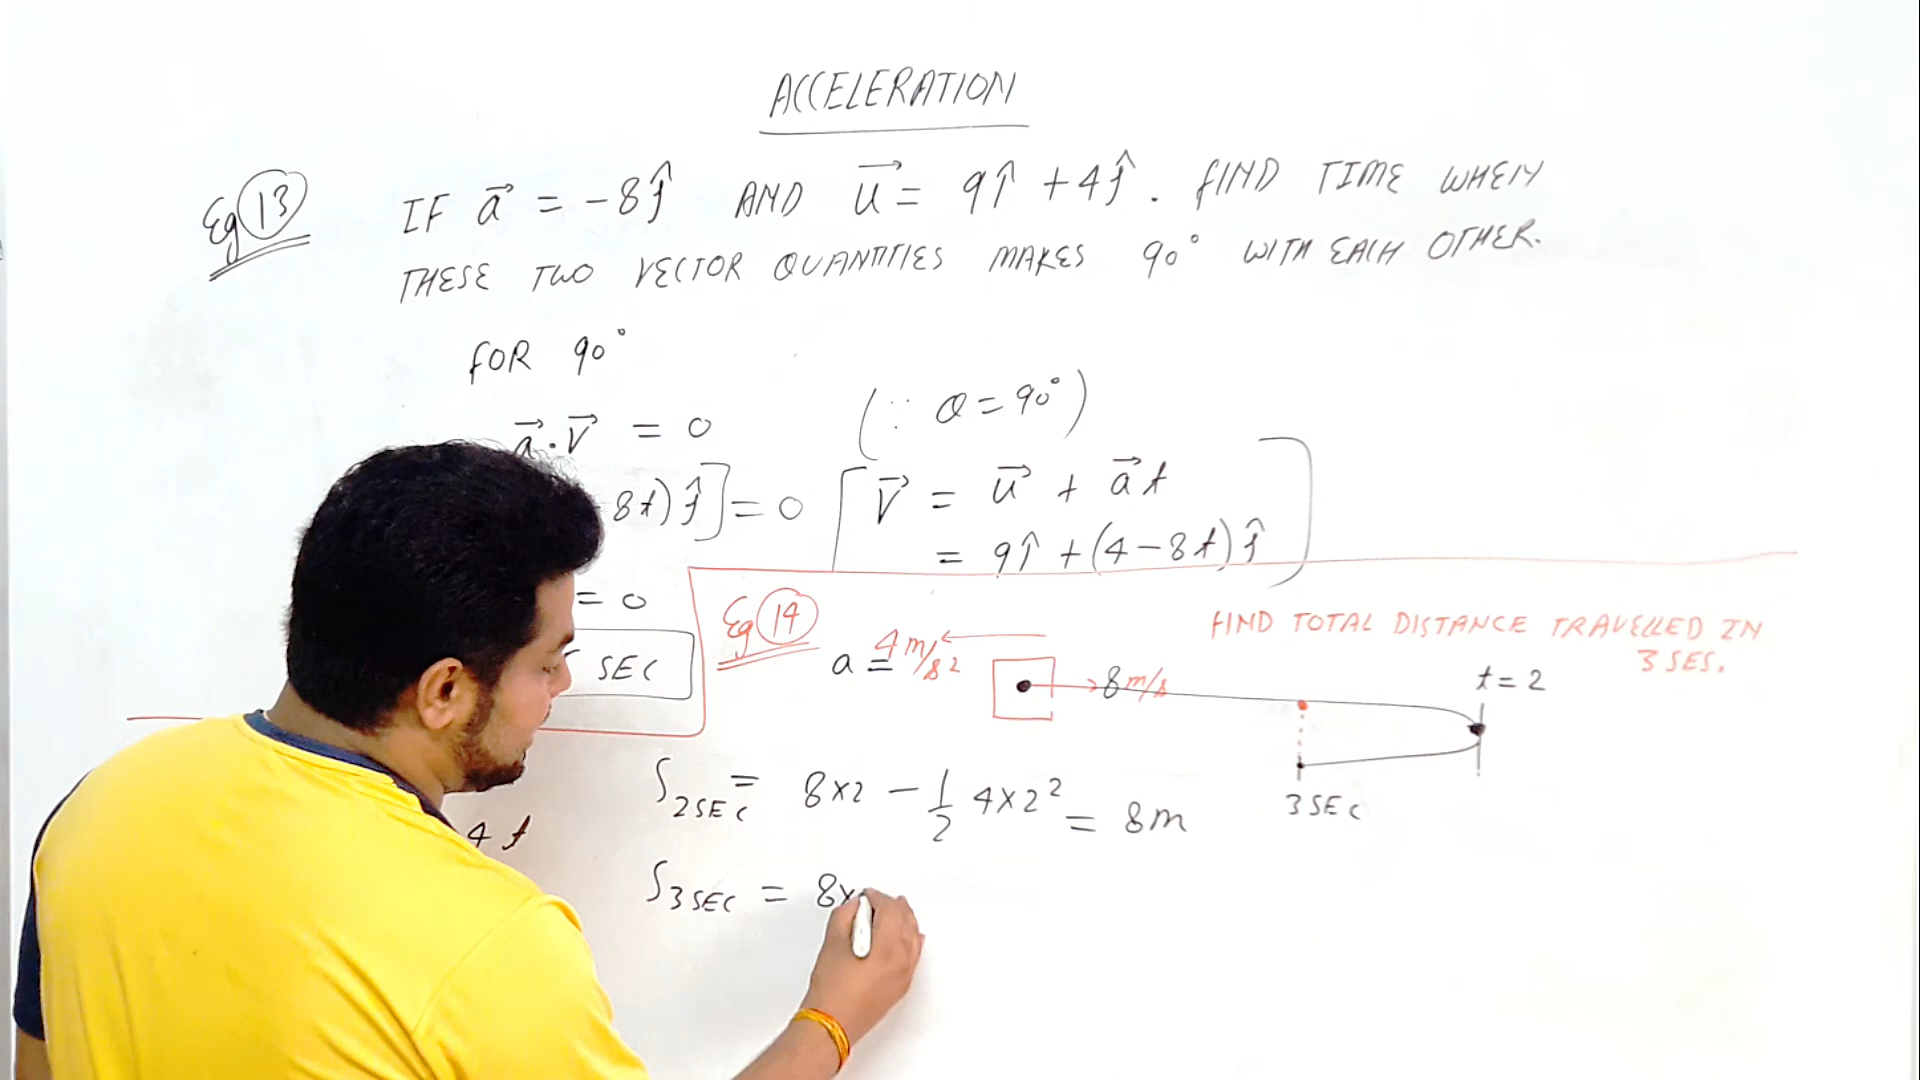 ACCELERATION
Eg 13
IF a⃗ = -8ĵ AND u⃗ = 9î + 4ĵ. FIND TIME WHEN
THESE TWO VECTOR QUANTITIES MAKES 90° WITH EACH OTHER.
FOR 90°
a⃗.v⃗ = 0 (∵ θ = 90°)
8t)ĵ] = 0 [v⃗ = u⃗ + a⃗t
= 9î + (4-8t)ĵ]
= 0
SEC
Eg 14
FIND TOTAL DISTANCE TRAVELLED IN
3 SES.
a = 4m/s²
8m/s
t = 2
3 SEC
S2SEC = 8×2 - 1/2 4×2² = 8m
4 t
S3SEC = 8×